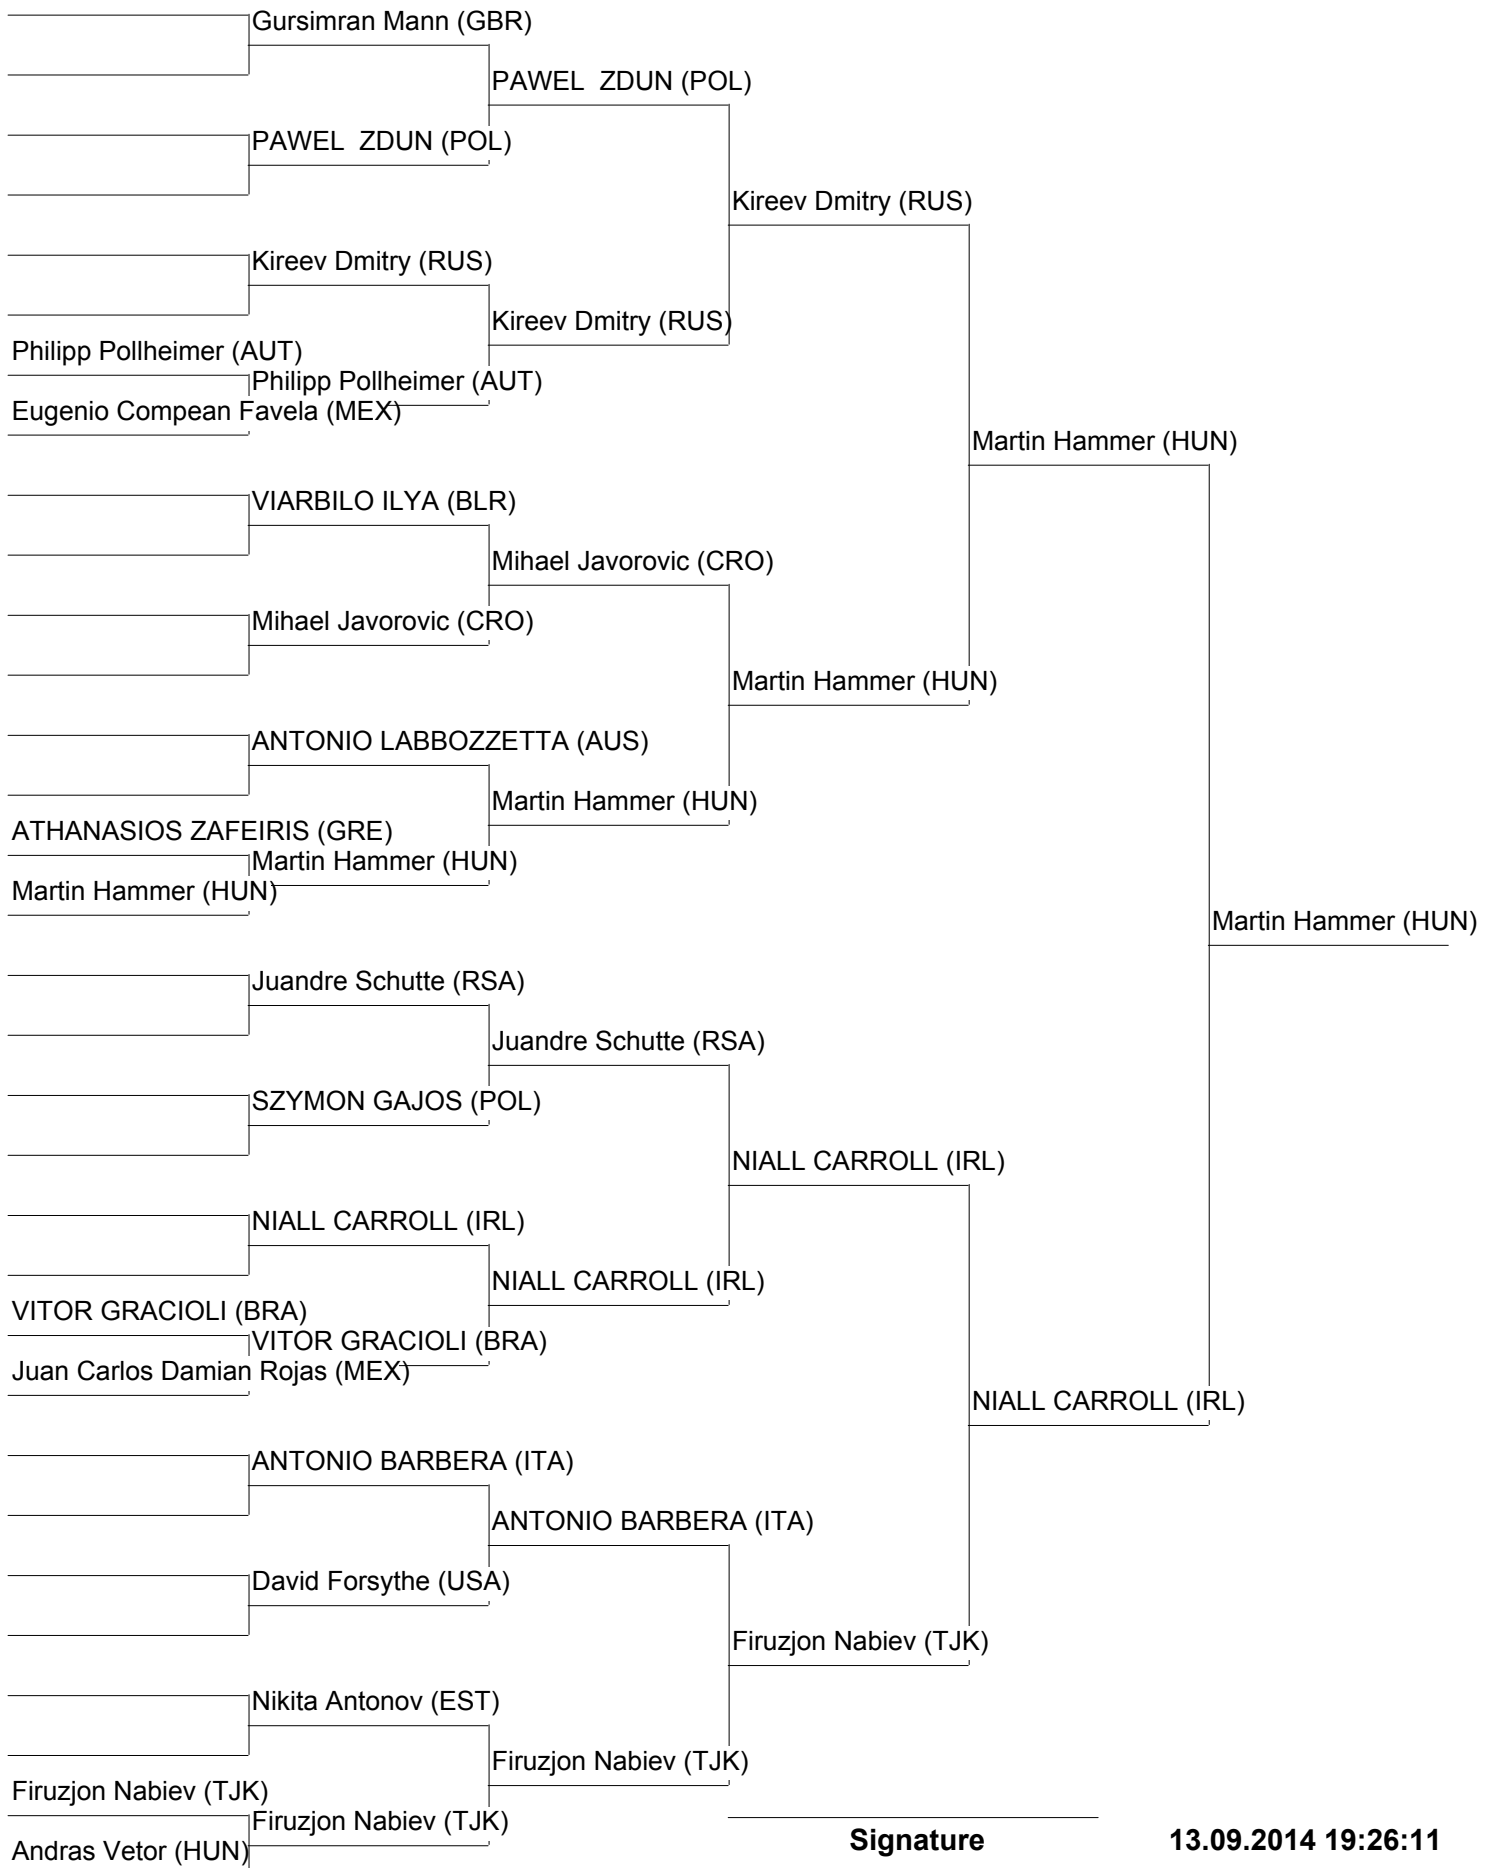 Gursimran Mann (GBR)
PAWEL  ZDUN (POL)
PAWEL  ZDUN (POL)
Kireev Dmitry (RUS)
Kireev Dmitry (RUS)
Kireev Dmitry (RUS)
Philipp Pollheimer (AUT)
Philipp Pollheimer (AUT)
Eugenio Compean Favela (MEX)
Martin Hammer (HUN)
VIARBILO ILYA (BLR)
Mihael Javorovic (CRO)
Mihael Javorovic (CRO)
Martin Hammer (HUN)
ANTONIO LABBOZZETTA (AUS)
Martin Hammer (HUN)
ATHANASIOS ZAFEIRIS (GRE)
Martin Hammer (HUN)
Martin Hammer (HUN)
Martin Hammer (HUN)
Juandre Schutte (RSA)
Juandre Schutte (RSA)
SZYMON GAJOS (POL)
NIALL CARROLL (IRL)
NIALL CARROLL (IRL)
NIALL CARROLL (IRL)
VITOR GRACIOLI (BRA)
VITOR GRACIOLI (BRA)
Juan Carlos Damian Rojas (MEX)
NIALL CARROLL (IRL)
ANTONIO BARBERA (ITA)
ANTONIO BARBERA (ITA)
David Forsythe (USA)
Firuzjon Nabiev (TJK)
Nikita Antonov (EST)
Firuzjon Nabiev (TJK)
Firuzjon Nabiev (TJK)
Firuzjon Nabiev (TJK)
Andras Vetor (HUN)
Signature
13.09.2014 19:26:11